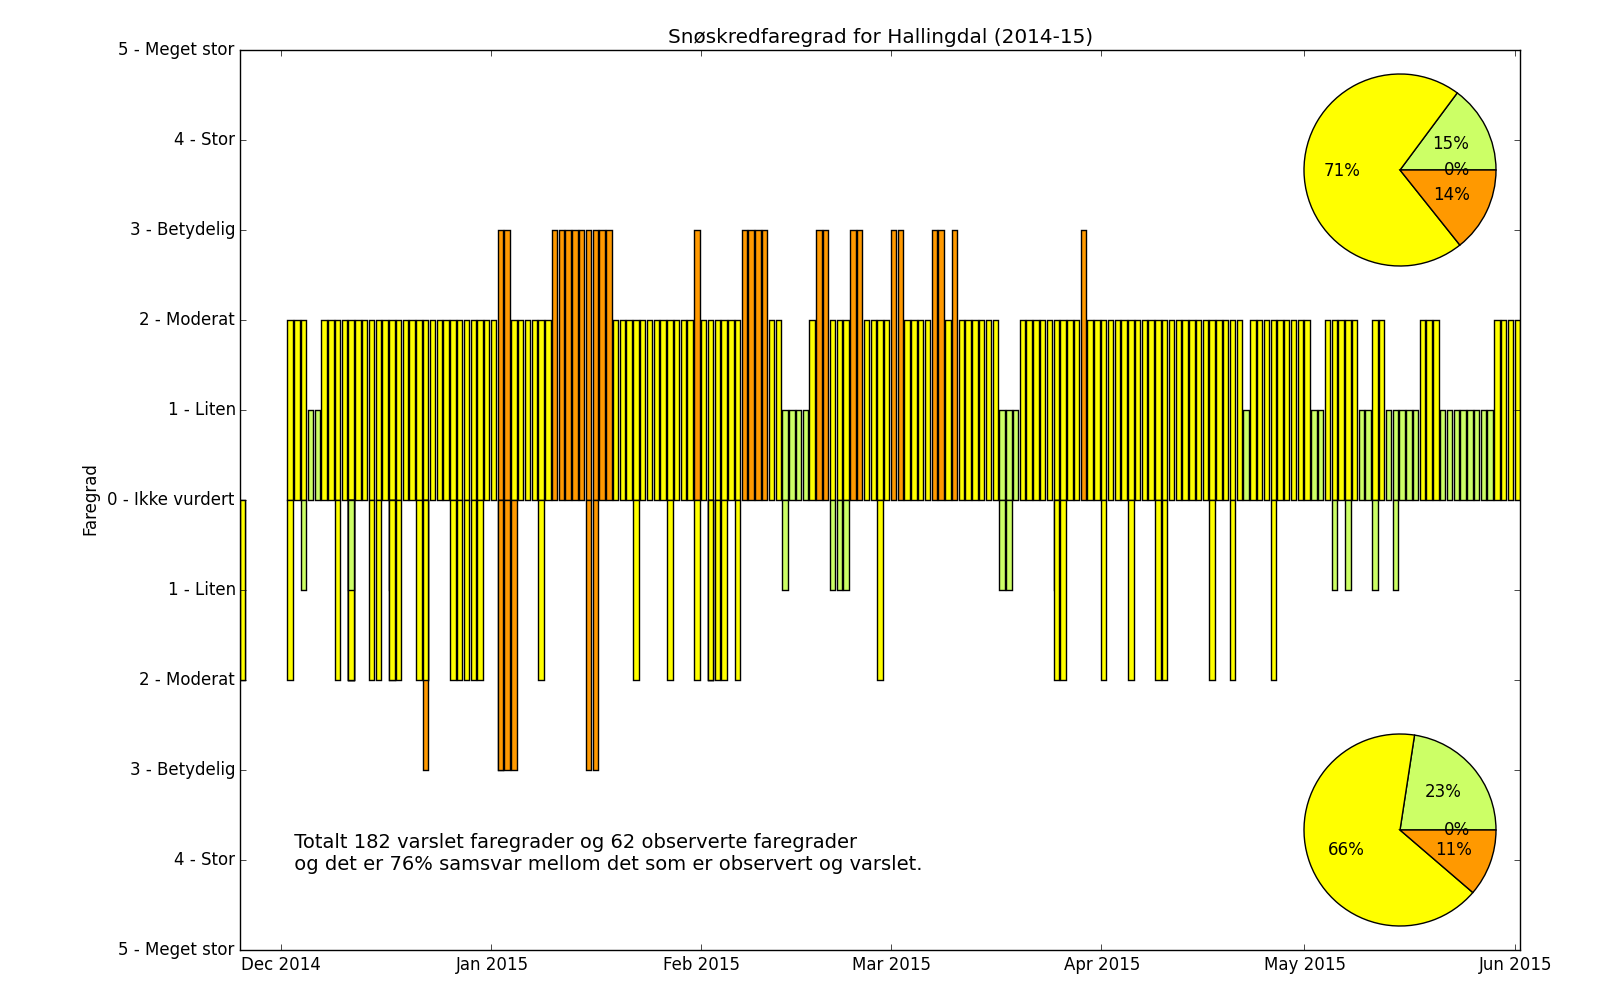 Snøskredfaregrad for Hallingdal (2014-15)
5 - Meget stor
4 - Stor
3 - Betydelig
2 - Moderat
1 - Liten
0 - Ikke vurdert
1 - Liten
2 - Moderat
3 - Betydelig
4 - Stor
5 - Meget stor
Faregrad
15%
71%
0%
14%
23%
0%
66%
11%
Totalt 182 varslet faregrader og 62 observerte faregrader
og det er 76% samsvar mellom det som er observert og varslet.
Dec 2014 Jan 2015 Feb 2015 Mar 2015 Apr 2015 May 2015 Jun 2015